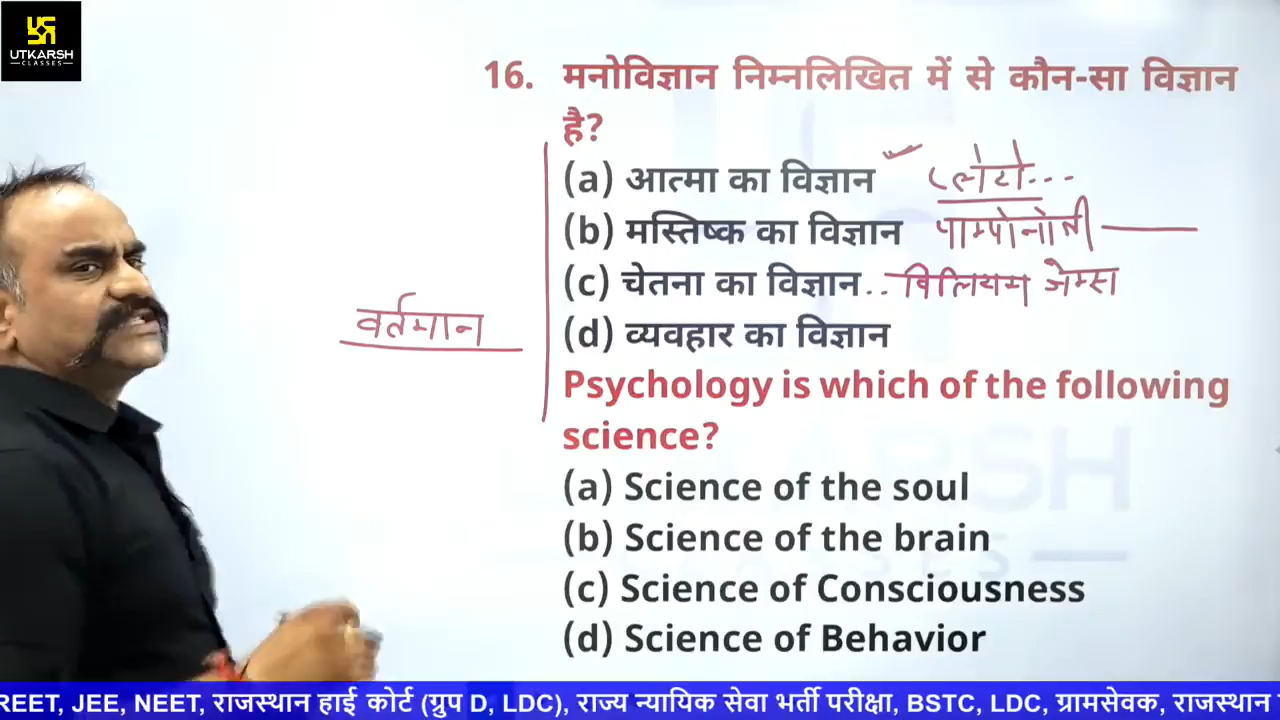 UTKARSH
CLASSES
16. मनोविज्ञान निम्नलिखित में से कौन-सा विज्ञान
है?
(a) आत्मा का विज्ञान प्लेटो...
(b) मस्तिष्क का विज्ञान पाम्पोनोजी
(c) चेतना का विज्ञान.. विलियम जेम्स
वर्तमान
(d) व्यवहार का विज्ञान
Psychology is which of the following
science?
(a) Science of the soul
(b) Science of the brain
(c) Science of Consciousness
(d) Science of Behavior
REET, JEE, NEET, राजस्थान हाई कोर्ट (ग्रुप D, LDC), राज्य न्यायिक सेवा भर्ती परीक्षा, BSTC, LDC, ग्रामसेवक, राजस्थान